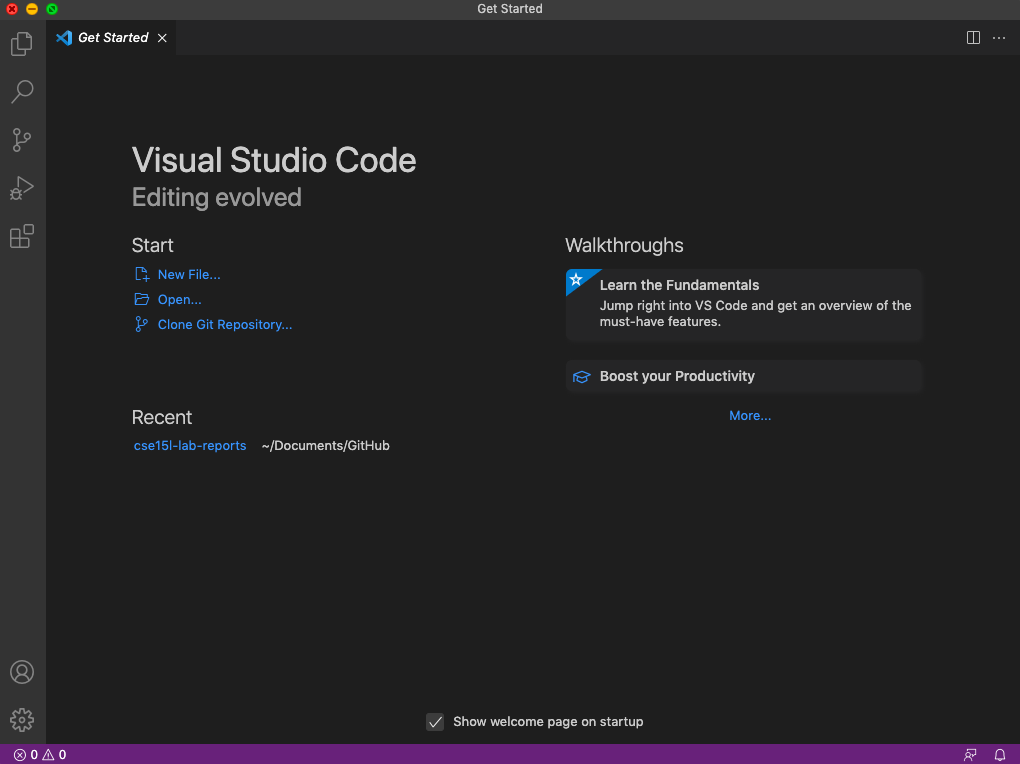 Get Started
Get Started
Visual Studio Code
Editing evolved
Start
New File...
Open...
Clone Git Repository...
Recent
cse15l-lab-reports ~/Documents/GitHub
Walkthroughs
Learn the Fundamentals
Jump right into VS Code and get an overview of the
must-have features.
Boost your Productivity
More...
Show welcome page on startup
0 0